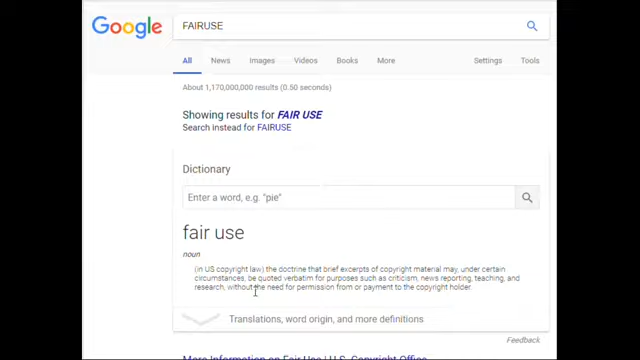 Google
FAIRUSE
All News Images Videos Books More Settings Tools
About 1,170,000,000 results (0.50 seconds)
Showing results for FAIR USE
Search instead for FAIRUSE
Dictionary
Enter a word, e.g. "pie"
fair use
noun
(in US copyright law) the doctrine that brief excerpts of copyright material may, under certain
circumstances, be quoted verbatim for purposes such as criticism, news reporting, teaching, and
research, without the need for permission from or payment to the copyright holder.
Translations, word origin, and more definitions
Feedback
More Information on Fair Use | U.S. Copyright Office